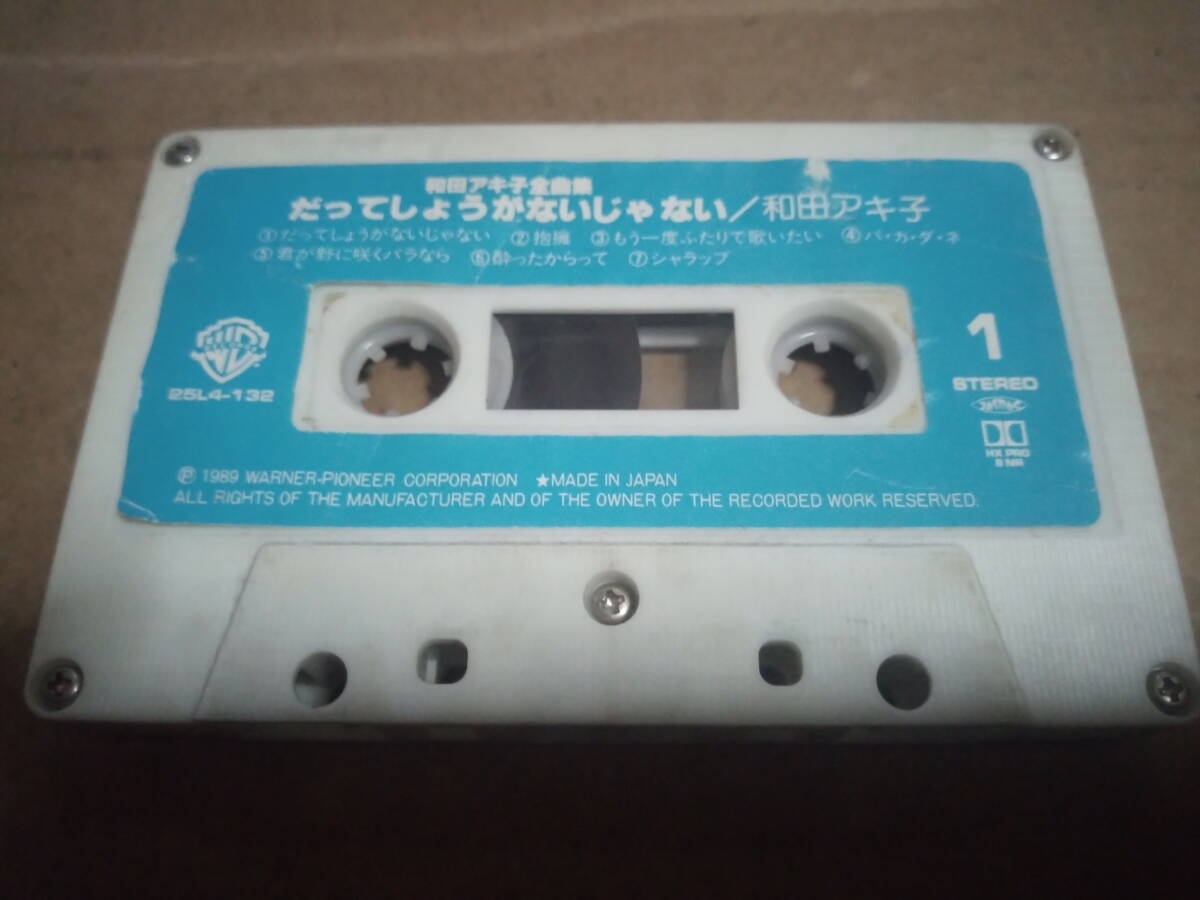 和田アキ子全曲集
だってしょうがないじゃない/和田アキ子
①だってしょうがないじゃない ②抱擁 ③もう一度ふたりで歌いたい ④バ・カ・ダ・ネ
⑤君が野に咲くバラなら ⑥酔ったからって ⑦シャラップ
25L4-132
1
STEREO
HX PRO
B NR
Ⓟ 1989 WARNER-PIONEER CORPORATION ★MADE IN JAPAN
ALL RIGHTS OF THE MANUFACTURER AND OF THE OWNER OF THE RECORDED WORK RESERVED.